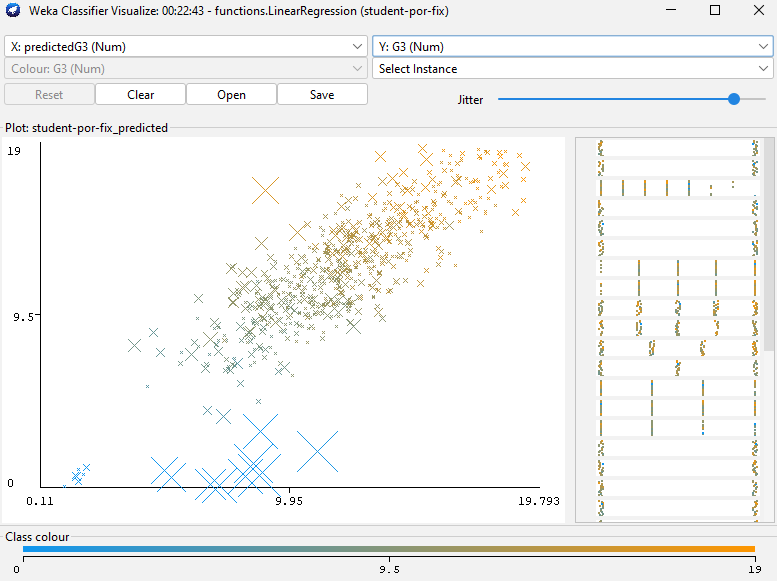 Weka Classifier Visualize: 00:22:43 - functions.LinearRegression (student-por-fix)
X: predictedG3 (Num)
Y: G3 (Num)
Colour: G3 (Num)
Select Instance
Reset
Clear
Open
Save
Jitter
Plot: student-por-fix_predicted
19
9.5
0
0.11
9.95
19.793
Class colour
0
9.5
19